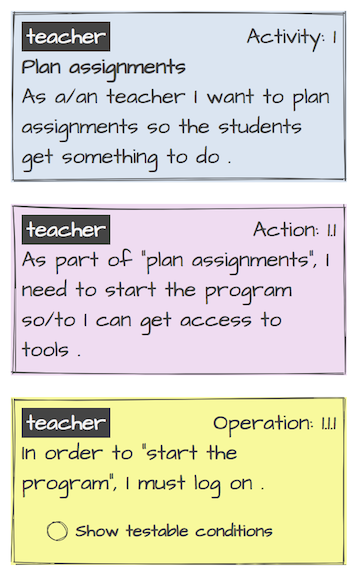 teacher Activity: 1
Plan assignments
As a/an teacher I want to plan
assignments so the students
get something to do .
teacher Action: 1.1
As part of "plan assignments", I
need to start the program
so/to I can get access to
tools .
teacher Operation: 1.1.1
In order to "start the
program", I must log on .
Show testable conditions